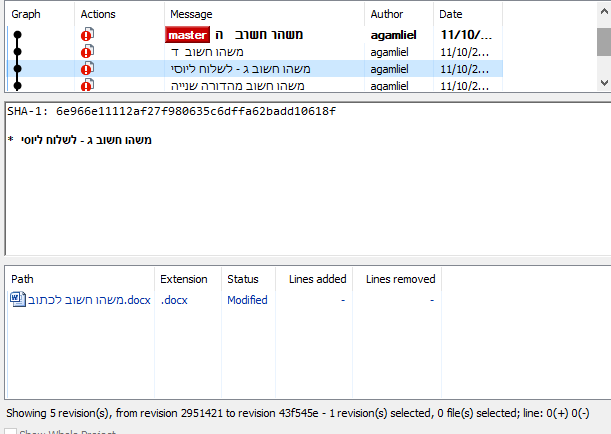 Graph Actions Message Author Date
master משהר חשרב ה agamliel 11/10/...
משהו חשוב ד agamliel 11/10/2...
משהו חשוב ג - לשלוח ליוסי agamliel 11/10/2...
משהו חשוב מהדורה שנייה agamliel 11/10/2...
SHA-1: 6e966e11112af27f980635c6dffa62badd10618f
* משהו חשוב ג - לשלוח ליוסי
Path Extension Status Lines added Lines removed
משהו חשוב לכתוב.docx .docx Modified - -
Showing 5 revision(s), from revision 2951421 to revision 43f545e - 1 revision(s) selected, 0 file(s) selected; line: 0(+) 0(-)
Show Whole Project